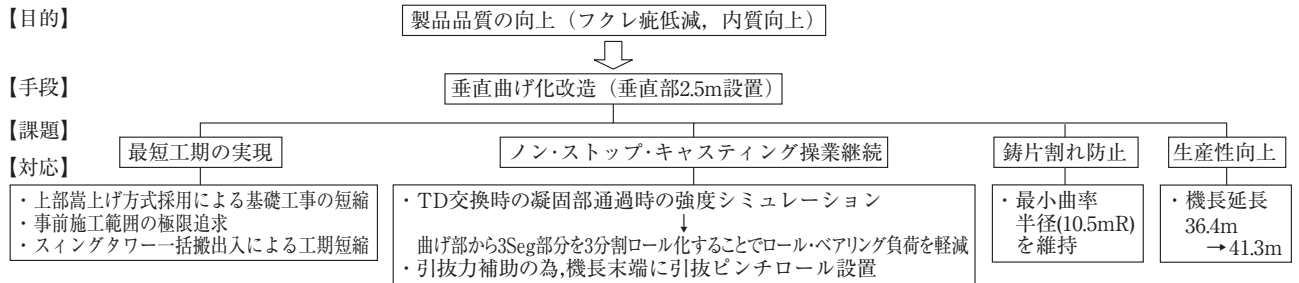 【目的】
製品品質の向上（フクレ疵低減，内質向上）
【手段】
垂直曲げ化改造（垂直部2.5m設置）
【課題】
最短工期の実現
ノン･ストップ･キャスティング操業継続
鋳片割れ防止
生産性向上
【対応】
・上部嵩上げ方式採用による基礎工事の短縮
・事前施工範囲の極限追求
・スィングタワー一括搬出入による工期短縮
・TD交換時の凝固部通過時の強度シミュレーション
↓
曲げ部から3Seg部分を3分割ロール化することでロール･ベアリング負荷を軽減
・引抜力補助の為,機長末端に引抜ピンチロール設置
・最小曲率
半径(10.5mR)
を維持
・機長延長
36.4m
→41.3m